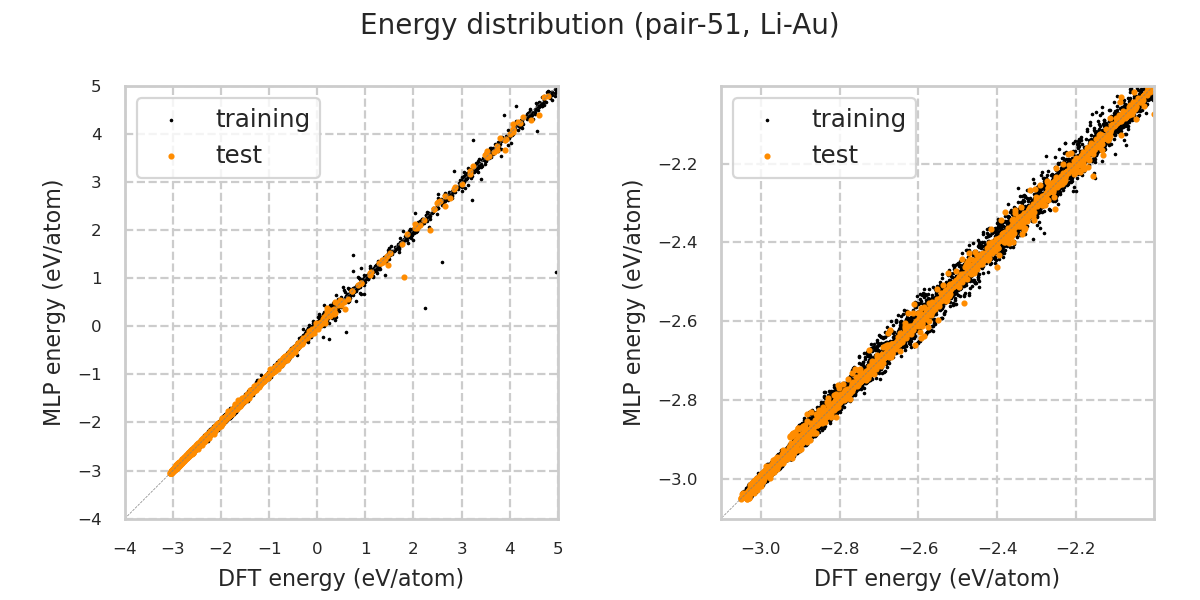 Energy distribution (pair-51, Li-Au)
MLP energy (eV/atom)
5
4
3
2
1
0
−1
−2
−3
−4
training
test
−4 −3 −2 −1 0 1 2 3 4 5
DFT energy (eV/atom)
MLP energy (eV/atom)
−2.2
−2.4
−2.6
−2.8
−3.0
training
test
−3.0 −2.8 −2.6 −2.4 −2.2
DFT energy (eV/atom)